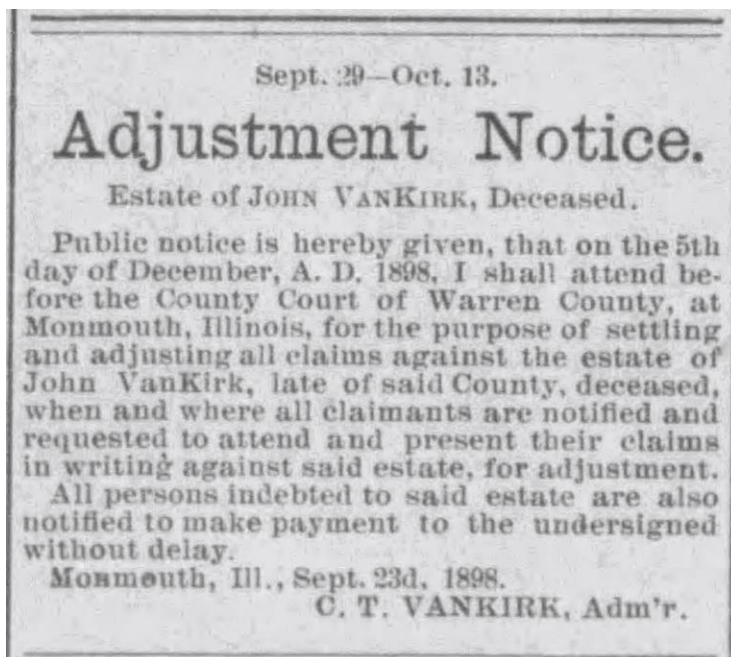 Sept. 29—Oct. 13.
Adjustment Notice.
Estate of JOHN VANKIRK, Deceased.
Public notice is hereby given, that on the 5th
day of December, A. D. 1898, I shall attend be-
fore the County Court of Warren County, at
Monmouth, Illinois, for the purpose of settling
and adjusting all claims against the estate of
John VanKirk, late of said County, deceased,
when and where all claimants are notified and
requested to attend and present their claims
in writing against said estate, for adjustment.
All persons indebted to said estate are also
notified to make payment to the undersigned
without delay.
Monmouth, Ill., Sept. 23d, 1898.
C. T. VANKIRK, Adm'r.